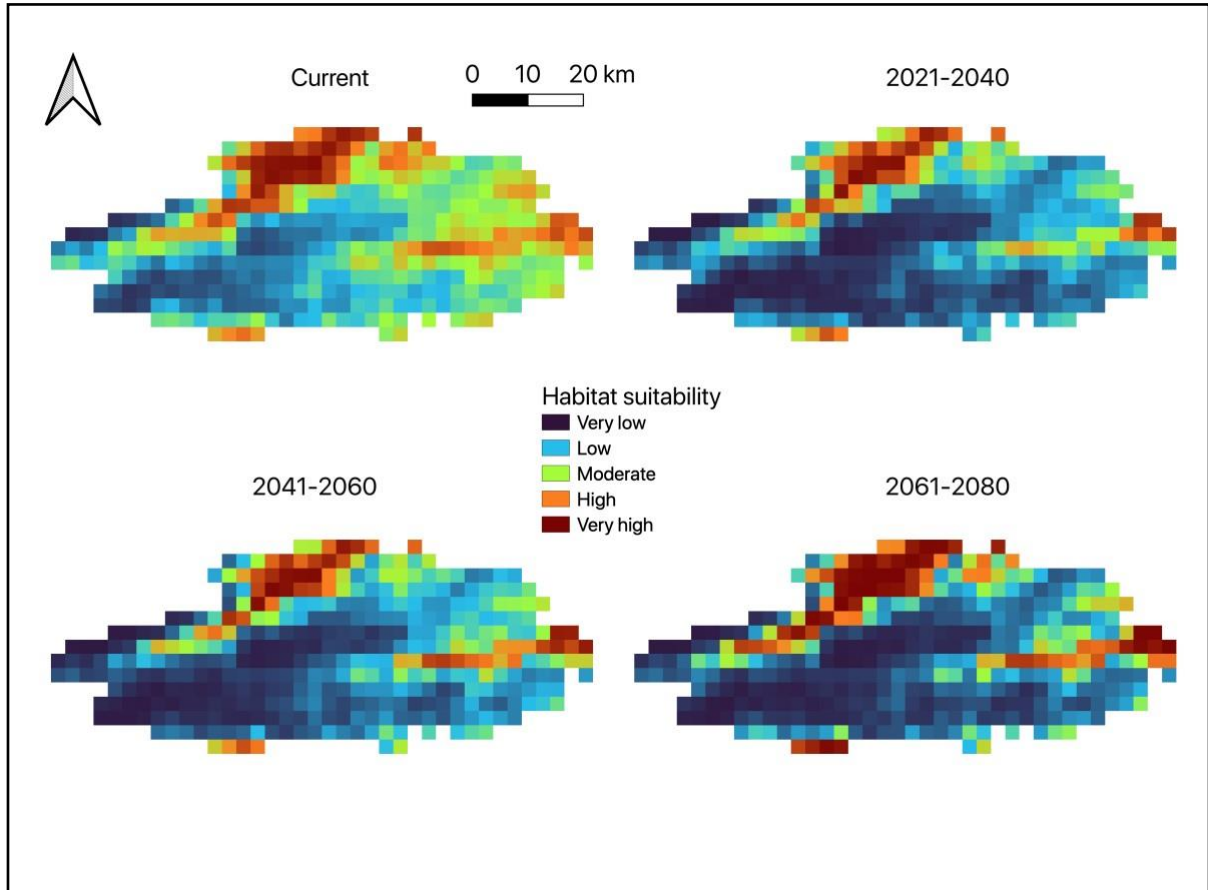 Current
0 10 20 km
2021-2040
Habitat suitability
Very low
Low
Moderate
High
Very high
2041-2060
2061-2080